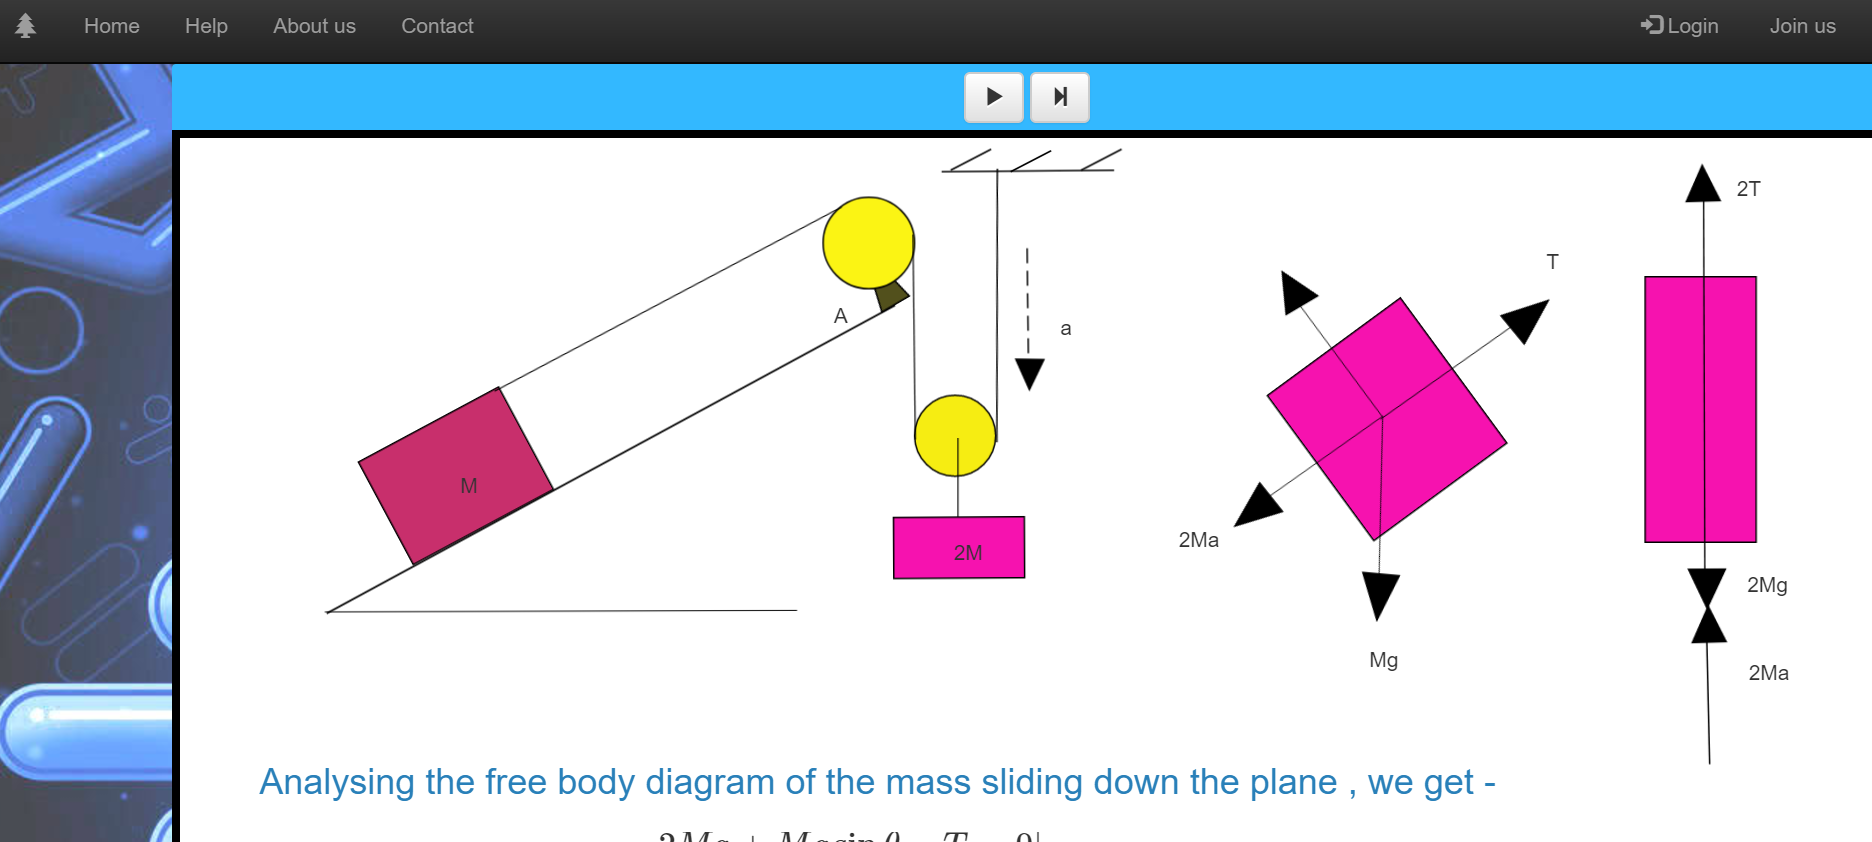 Home Help About us Contact Login Join us
2T
T
A
a
M
2M
2Ma
2Mg
Mg
2Ma
Analysing the free body diagram of the mass sliding down the plane , we get -